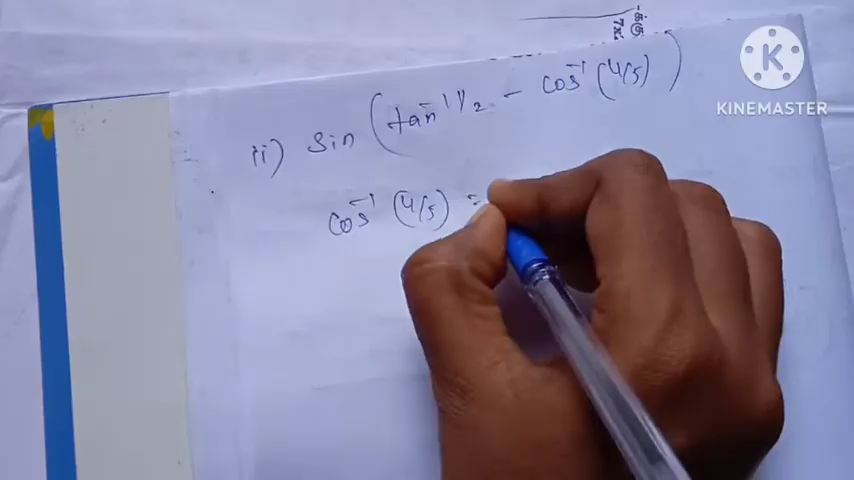 ii) Sin (tan⁻¹ 1/2 - Cos⁻¹ (4/5))
Cos⁻¹ (4/5) =
K
KINEMASTER